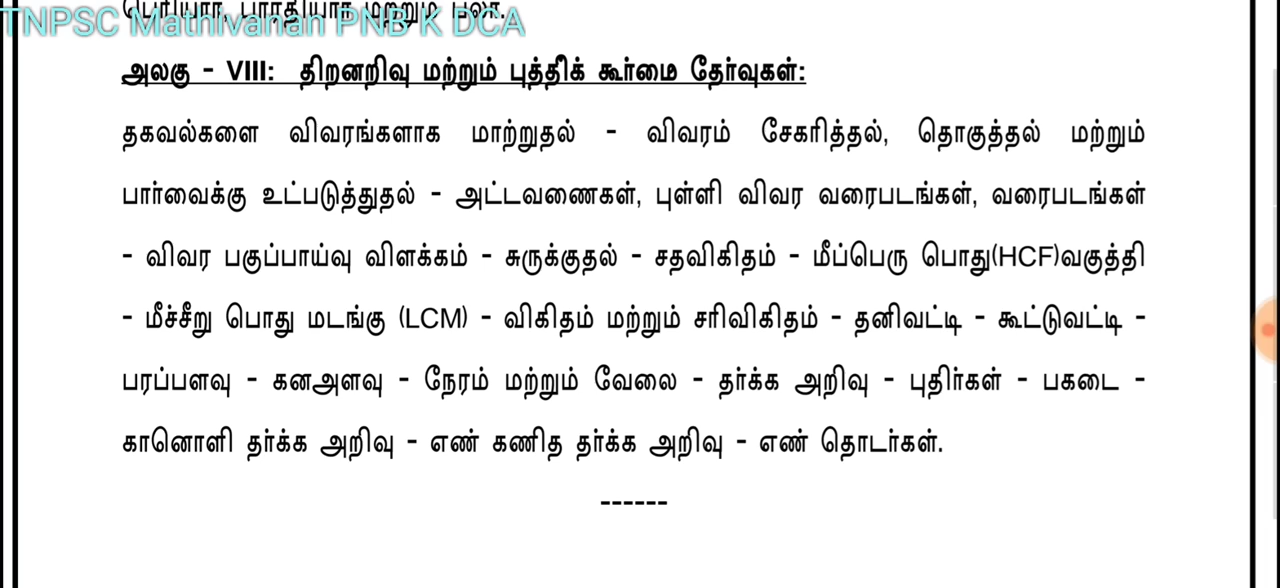 பெரியார், பாரதியார் மற்றும் பலர்.
TNPSC Mathivanan PNB K DCA
அலகு - VIII: திறனறிவு மற்றும் புத்திக் கூர்மை தேர்வுகள்:
தகவல்களை விவரங்களாக மாற்றுதல் - விவரம் சேகரித்தல், தொகுத்தல் மற்றும்
பார்வைக்கு உட்படுத்துதல் - அட்டவணைகள், புள்ளி விவர வரைபடங்கள், வரைபடங்கள்
- விவர பகுப்பாய்வு விளக்கம் - சுருக்குதல் - சதவிகிதம் - மீப்பெரு பொது(HCF)வகுத்தி
- மீச்சீறு பொது மடங்கு (LCM) - விகிதம் மற்றும் சரிவிகிதம் - தனிவட்டி - கூட்டுவட்டி -
பரப்பளவு - கனஅளவு - நேரம் மற்றும் வேலை - தர்க்க அறிவு - புதிர்கள் - பகடை -
கானொளி தர்க்க அறிவு - எண் கணித தர்க்க அறிவு - எண் தொடர்கள்.
------